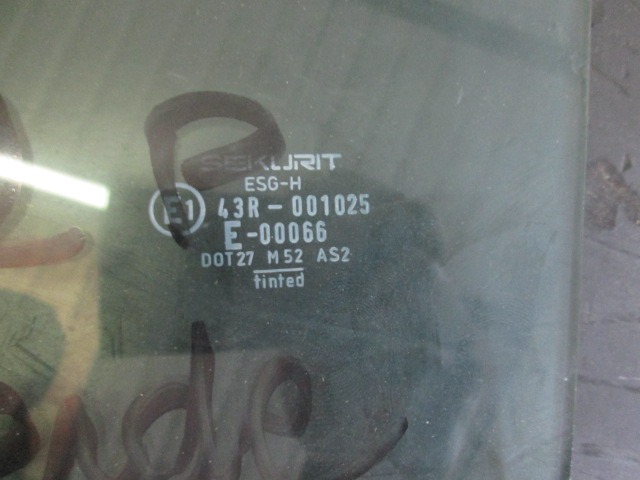 P
SEKURIT
ESG-H
E1 43R-001025
E-00066
DOT27 M52 AS2
tinted